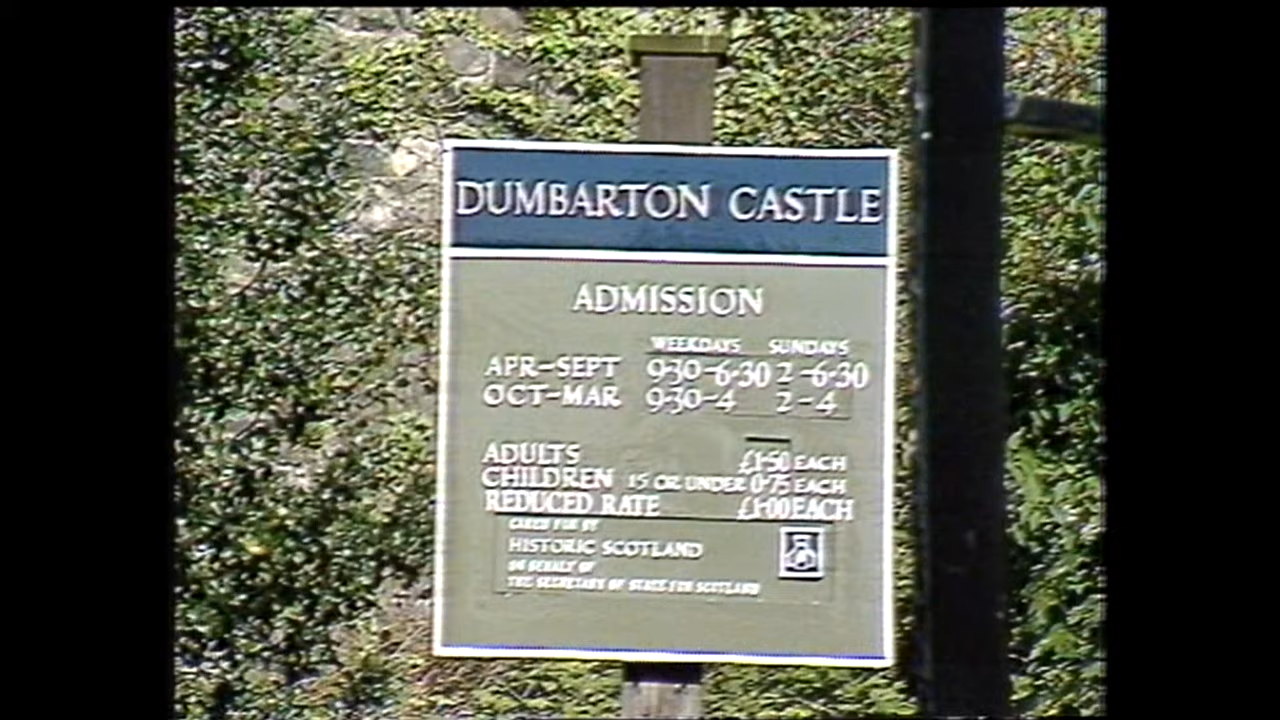 DUMBARTON CASTLE
ADMISSION
WEEKDAYS SUNDAYS
APR-SEPT 9·30-6·30 2-6·30
OCT-MAR 9·30-4 2-4
ADULTS £1·50 EACH
CHILDREN 15 OR UNDER 0·75 EACH
REDUCED RATE £1·00 EACH
CARED FOR BY
HISTORIC SCOTLAND
ON BEHALF OF
THE SECRETARY OF STATE FOR SCOTLAND